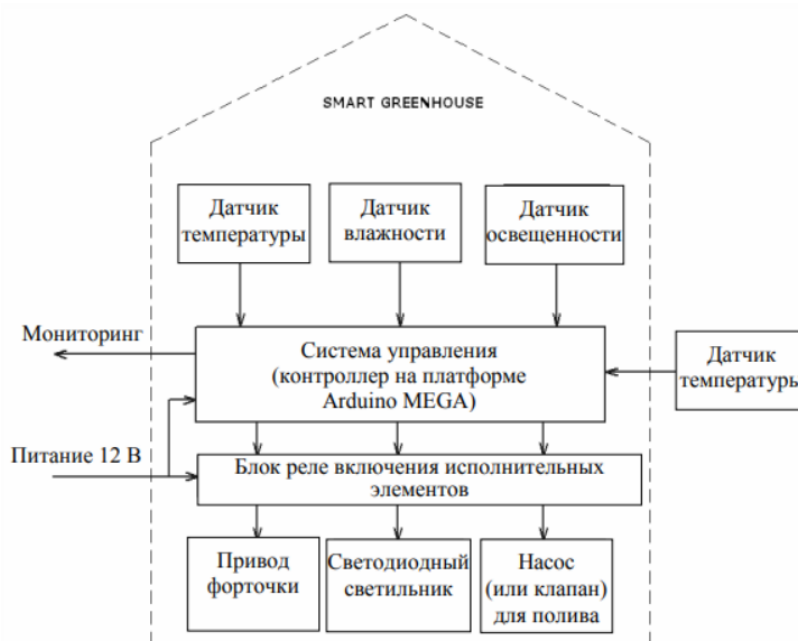 SMART GREENHOUSE
Датчик
температуры
Датчик
влажности
Датчик
освещенности
Мониторинг
Система управления
(контроллер на платформе
Arduino MEGA)
Датчик
температуры
Питание 12 В
Блок реле включения исполнительных
элементов
Привод
форточки
Светодиодный
светильник
Насос
(или клапан)
для полива